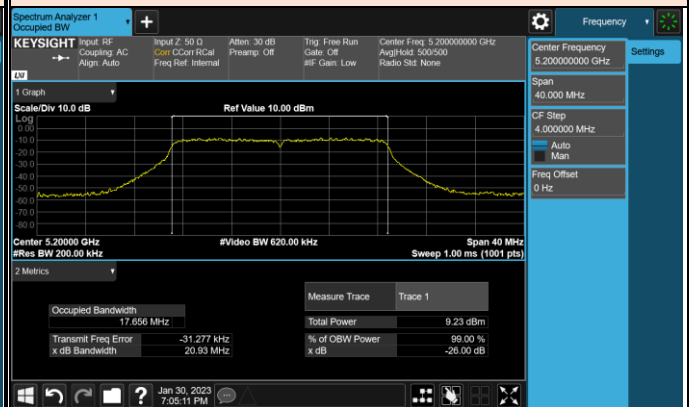 Spectrum Analyzer 1
Occupied BW
+
Frequency
KEYSIGHT
Input: RF
Coupling: AC
Align: Auto
Input Z: 50 Ω
Corr CCorr RCal
Freq Ref: Internal
Atten: 30 dB
Preamp: Off
Trig: Free Run
Gate: Off
#IF Gain: Low
Center Freq: 5.200000000 GHz
Avg|Hold: 500/500
Radio Std: None
LXI
Center Frequency
5.200000000 GHz
Settings
Span
40.000 MHz
CF Step
4.000000 MHz
Auto
Man
Freq Offset
0 Hz
1 Graph
Scale/Div 10.0 dB
Ref Value 10.00 dBm
Log
0.00
-10.0
-20.0
-30.0
-40.0
-50.0
-60.0
-70.0
-80.0
Center 5.20000 GHz
#Video BW 620.00 kHz
Span 40 MHz
#Res BW 200.00 kHz
Sweep 1.00 ms (1001 pts)
2 Metrics
Measure Trace
Trace 1
Occupied Bandwidth
17.656 MHz
Total Power
9.23 dBm
Transmit Freq Error
-31.277 kHz
% of OBW Power
99.00 %
x dB Bandwidth
20.93 MHz
x dB
-26.00 dB
?
Jan 30, 2023
7:05:11 PM